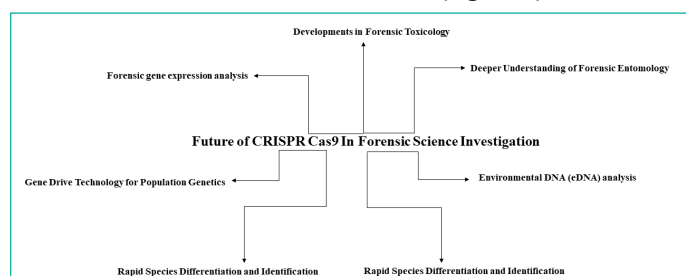 Developments in Forensic Toxicology
Forensic gene expression analysis
Deeper Understanding of Forensic Entomology
Future of CRISPR Cas9 In Forensic Science Investigation
Gene Drive Technology for Population Genetics
Environmental DNA (eDNA) analysis
Rapid Species Differentiation and Identification
Rapid Species Differentiation and Identification